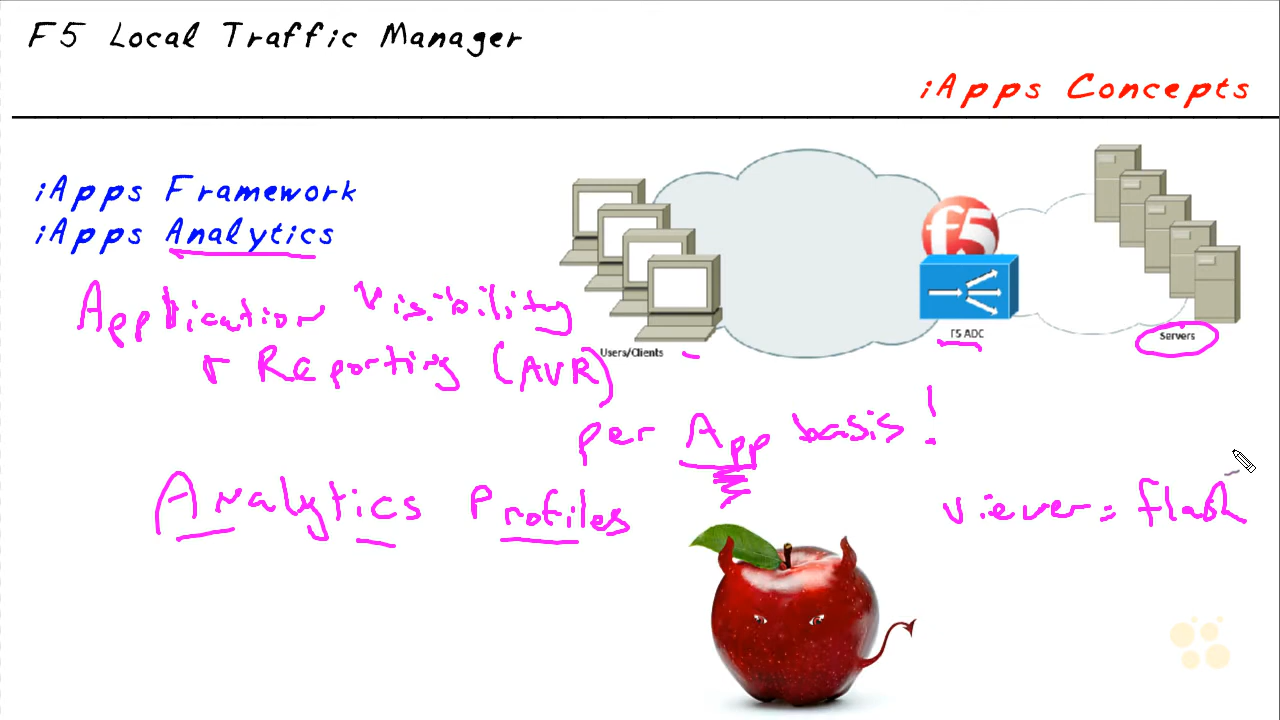 F5 Local Traffic Manager
iApps Concepts
iApps Framework
iApps Analytics
Application Visibility
+ Reporting (AVR)
f5
F5 ADC
Servers
Users/Clients
per App basis!
Analytics Profiles
viewer = flash